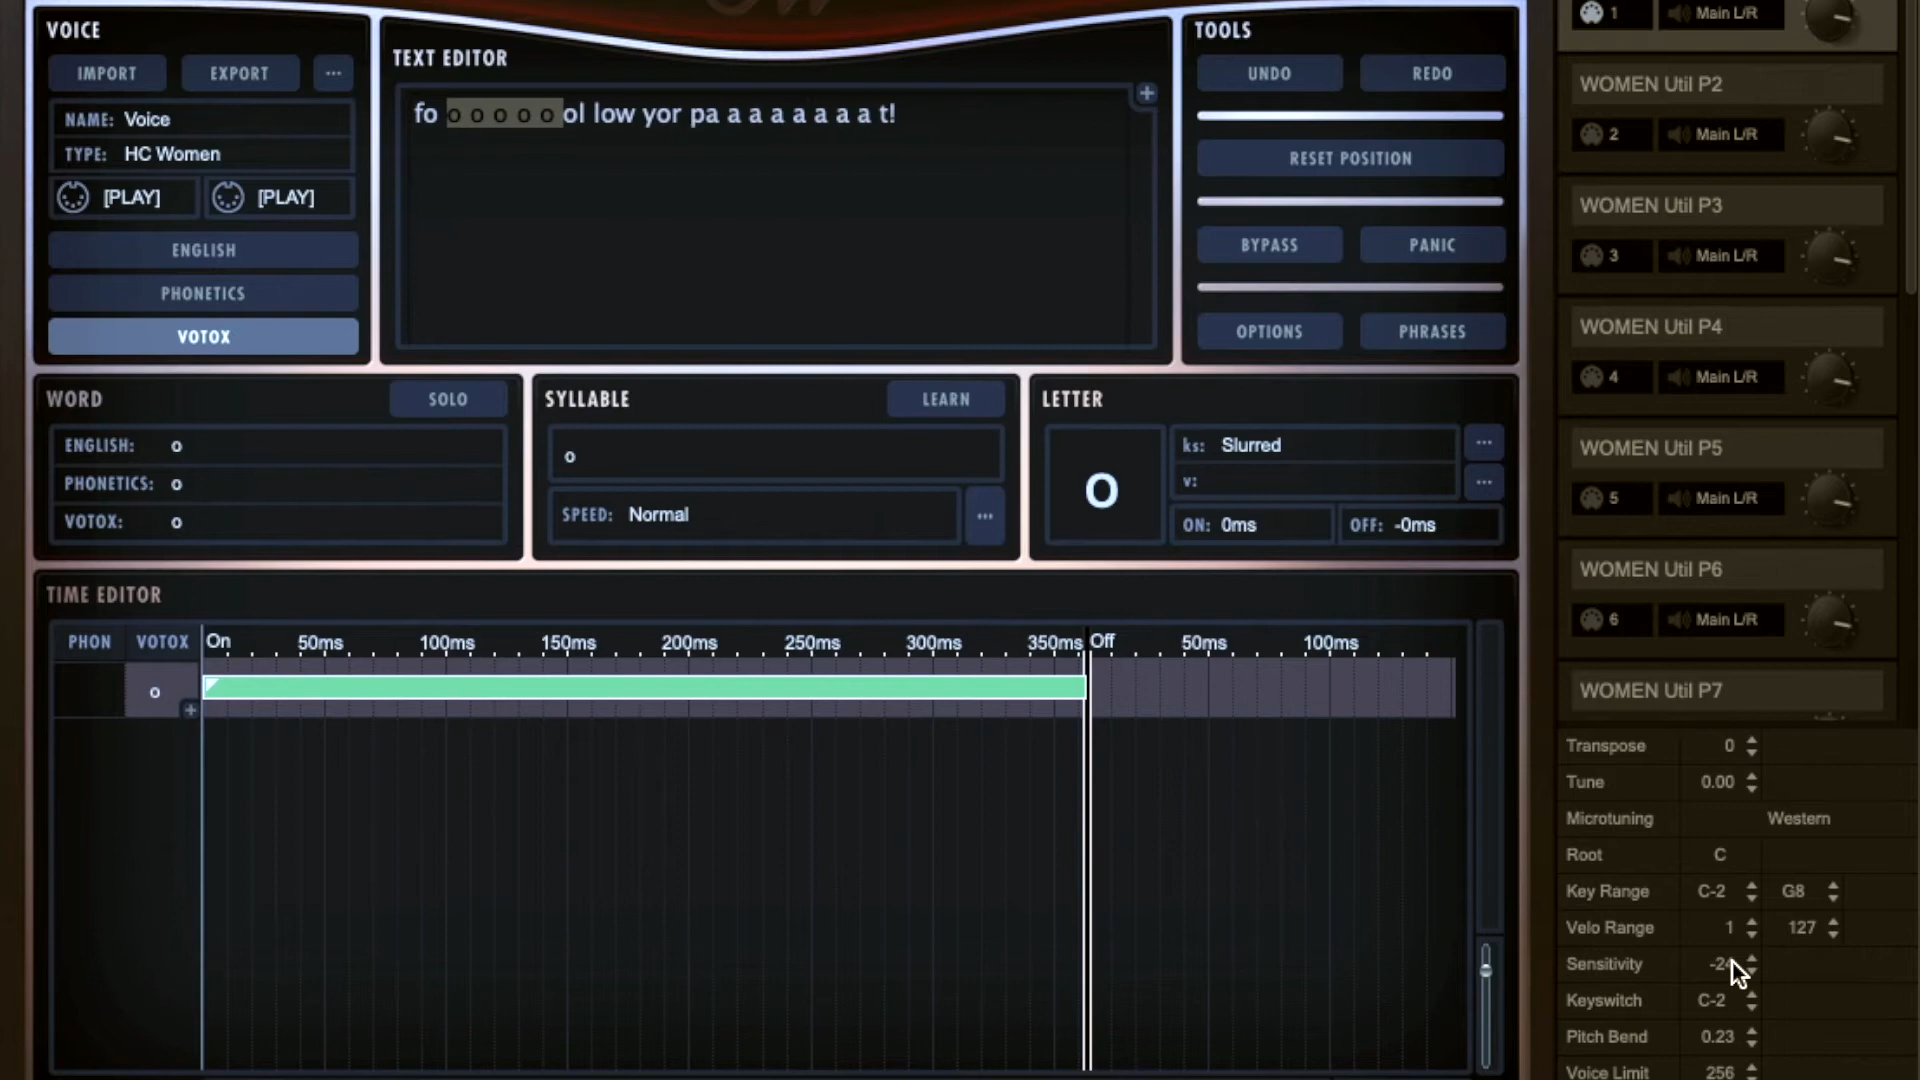 VOICE
IMPORT EXPORT ...
NAME: Voice
TYPE: HC Women
[PLAY] [PLAY]
ENGLISH
PHONETICS
VOTOX
TEXT EDITOR
fo o o o o o ol low yor pa a a a a a a a t!
TOOLS
UNDO REDO
RESET POSITION
BYPASS PANIC
OPTIONS PHRASES
WORD SOLO
ENGLISH: o
PHONETICS: o
VOTOX: o
SYLLABLE LEARN
o
SPEED: Normal ...
LETTER
o
ks: Slurred ...
v: ...
ON: 0ms OFF: -0ms
TIME EDITOR
PHON VOTOX On 50ms 100ms 150ms 200ms 250ms 300ms 350ms Off 50ms 100ms
o
1 Main L/R
WOMEN Util P2
2 Main L/R
WOMEN Util P3
3 Main L/R
WOMEN Util P4
4 Main L/R
WOMEN Util P5
5 Main L/R
WOMEN Util P6
6 Main L/R
WOMEN Util P7
Transpose 0
Tune 0.00
Microtuning Western
Root C
Key Range C-2 G8
Velo Range 1 127
Sensitivity
Keyswitch C-2
Pitch Bend 0.23
Voice Limit 256